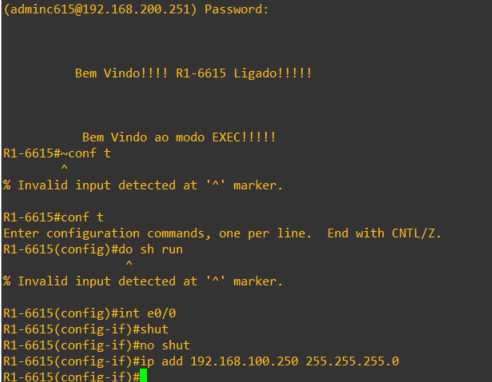 (adminc615@192.168.200.251) Password:
Bem Vindo!!!! R1-6615 Ligado!!!!!
Bem Vindo ao modo EXEC!!!!!
R1-6615#~conf t
^
% Invalid input detected at '^' marker.
R1-6615#conf t
Enter configuration commands, one per line.  End with CNTL/Z.
R1-6615(config)#do sh run
^
% Invalid input detected at '^' marker.
R1-6615(config)#int e0/0
R1-6615(config-if)#shut
R1-6615(config-if)#no shut
R1-6615(config-if)#ip add 192.168.100.250 255.255.255.0
R1-6615(config-if)#